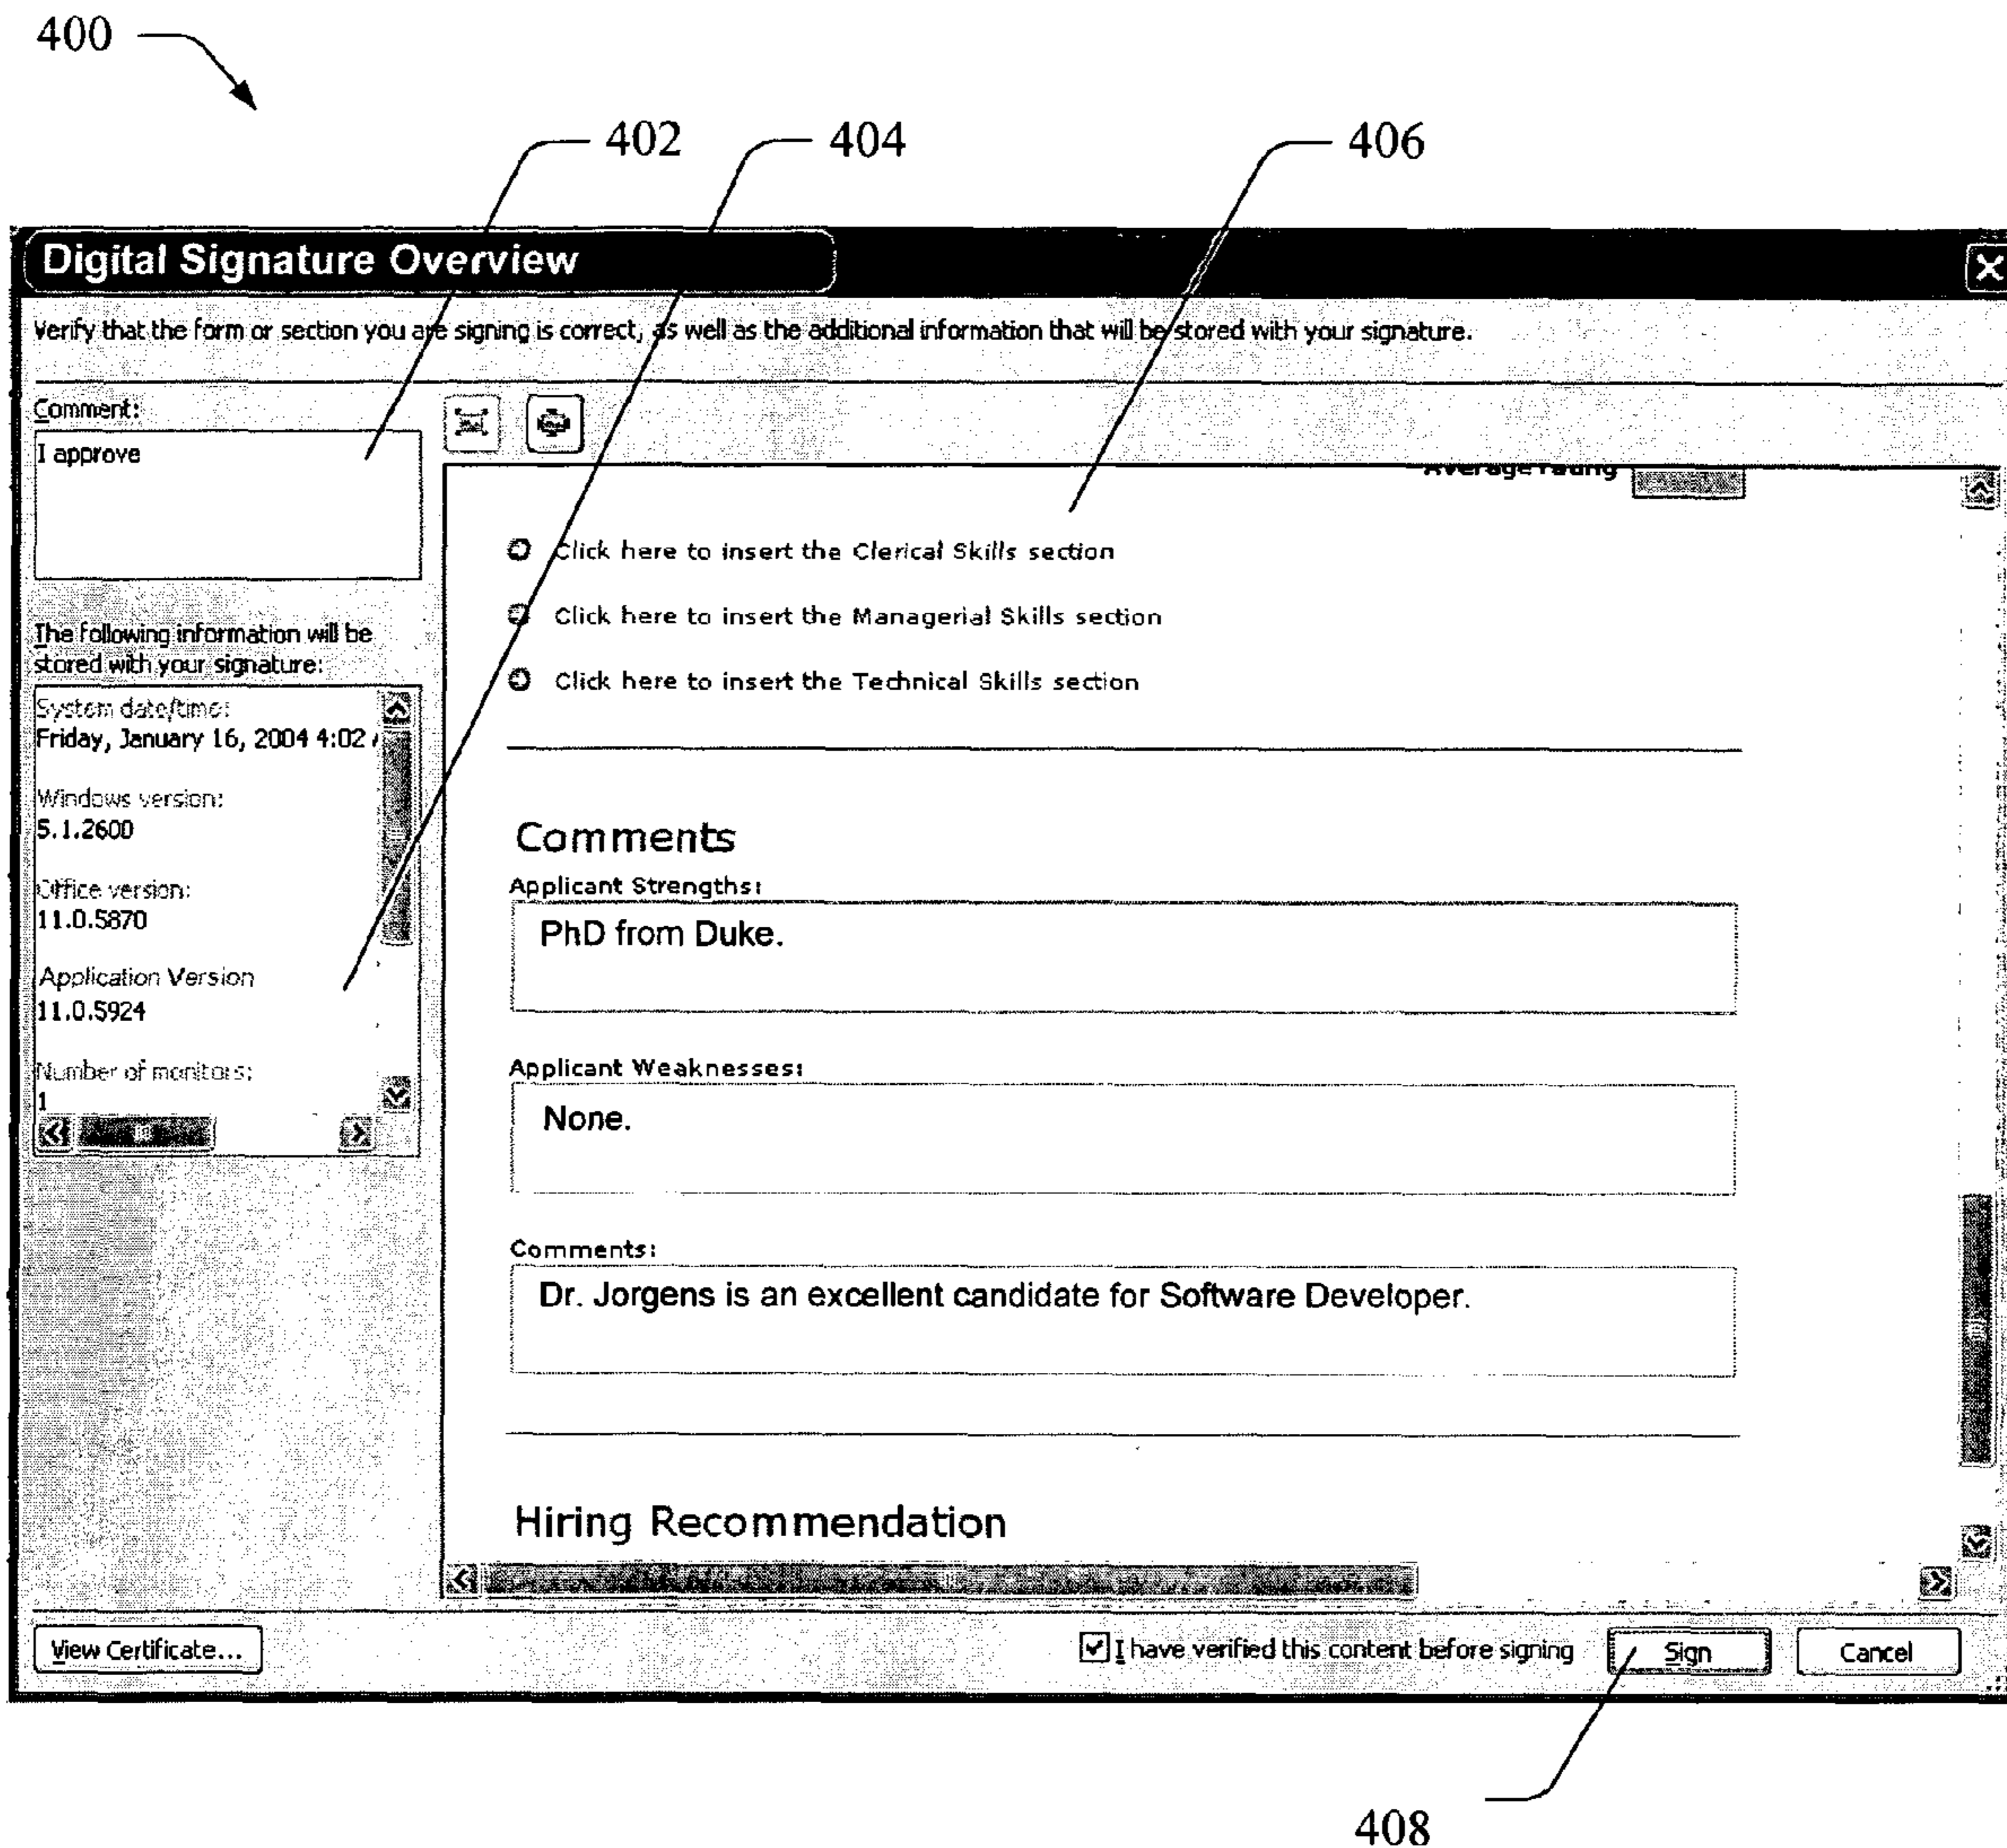 400
402
404
406
Digital Signature Overview
Verify that the form or section you are signing is correct, as well as the additional information that will be stored with your signature.
Comment:
I approve
The following information will be
stored with your signature:
System date/time:
Friday, January 16, 2004 4:02
Windows version:
5.1.2600
Office version:
11.0.5870
Application Version
11.0.5924
Number of monitors:
1
Average rating
Click here to insert the Clerical Skills section
Click here to insert the Managerial Skills section
Click here to insert the Technical Skills section
Comments
Applicant Strengths:
PhD from Duke.
Applicant Weaknesses:
None.
Comments:
Dr. Jorgens is an excellent candidate for Software Developer.
Hiring Recommendation
View Certificate...
I have verified this content before signing
Sign
Cancel
408